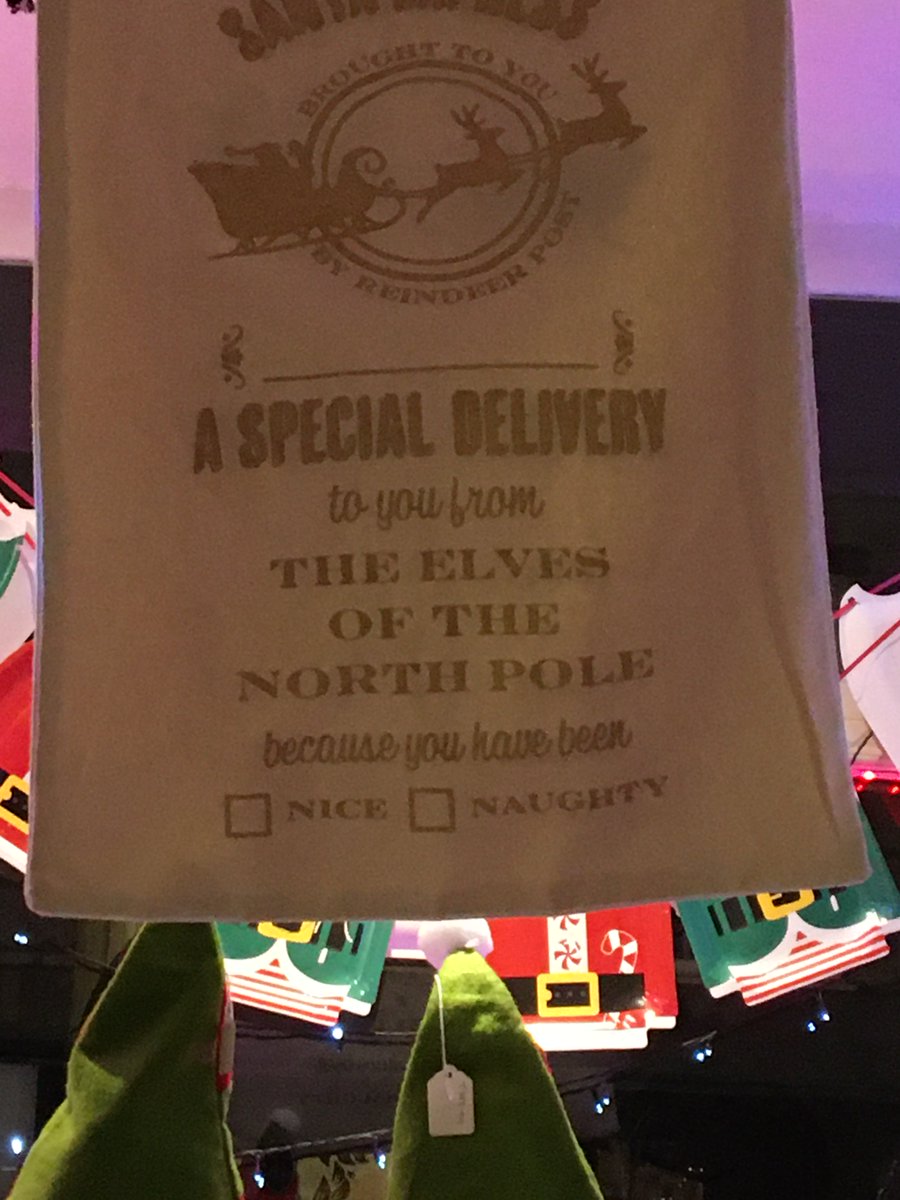 SANTA
BROUGHT TO YOU
BY REINDEER POST
A SPECIAL DELIVERY
to you from
THE ELVES
OF THE
NORTH POLE
because you have been
NICE NAUGHTY